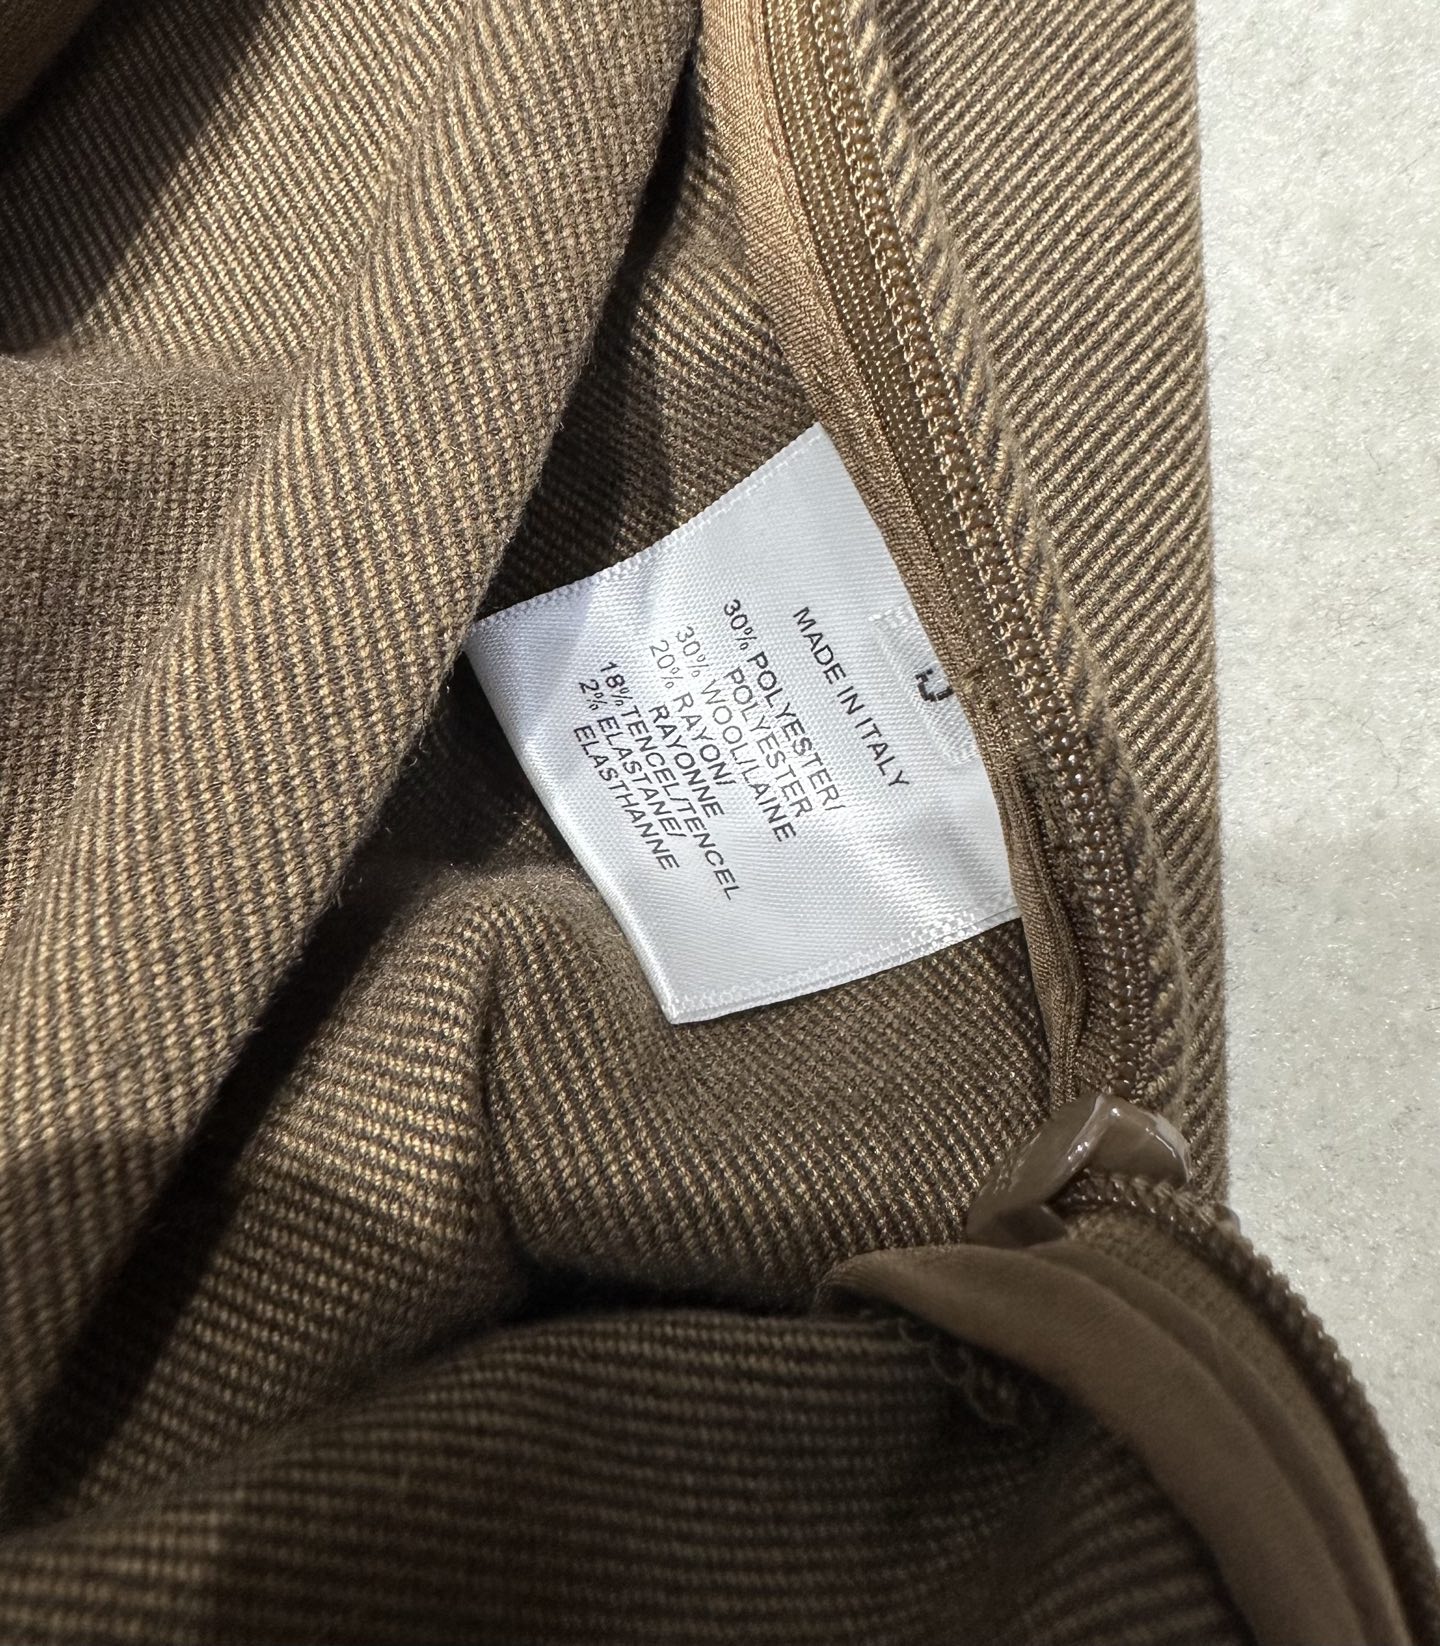 MADE IN ITALY
30% POLYESTER/
POLYESTER
30% WOOL/LAINE
20% RAYON/
RAYONNE
18%TENCEL/TENCEL
2% ELASTANE/
ELASTHANNE